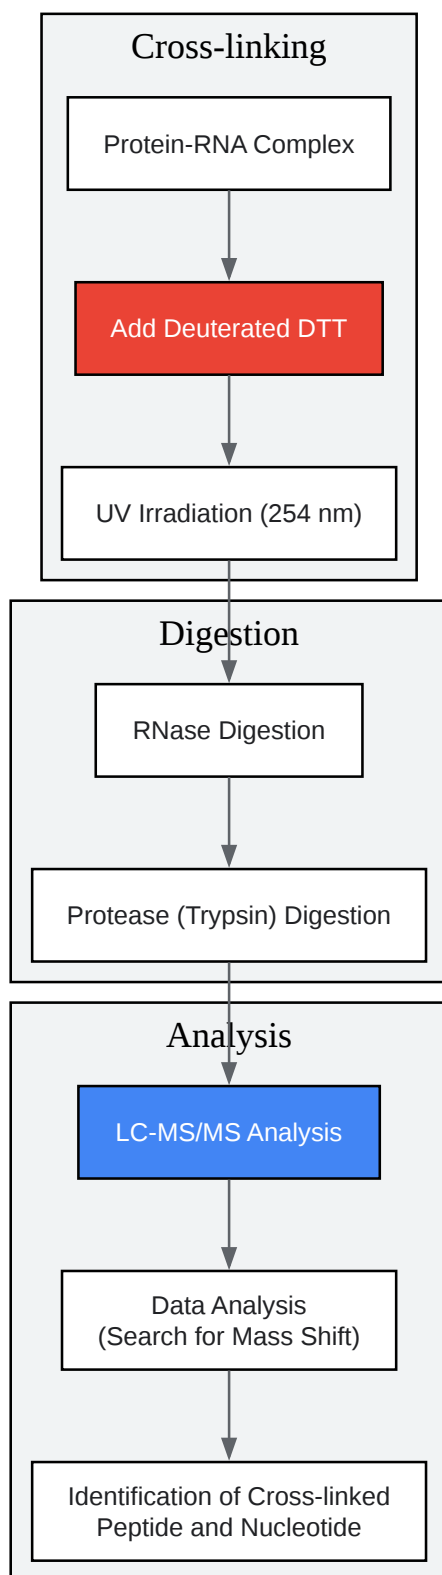 Cross-linking
Protein-RNA Complex
Add Deuterated DTT
UV Irradiation (254 nm)
Digestion
RNase Digestion
Protease (Trypsin) Digestion
Analysis
LC-MS/MS Analysis
Data Analysis
(Search for Mass Shift)
Identification of Cross-linked
Peptide and Nucleotide